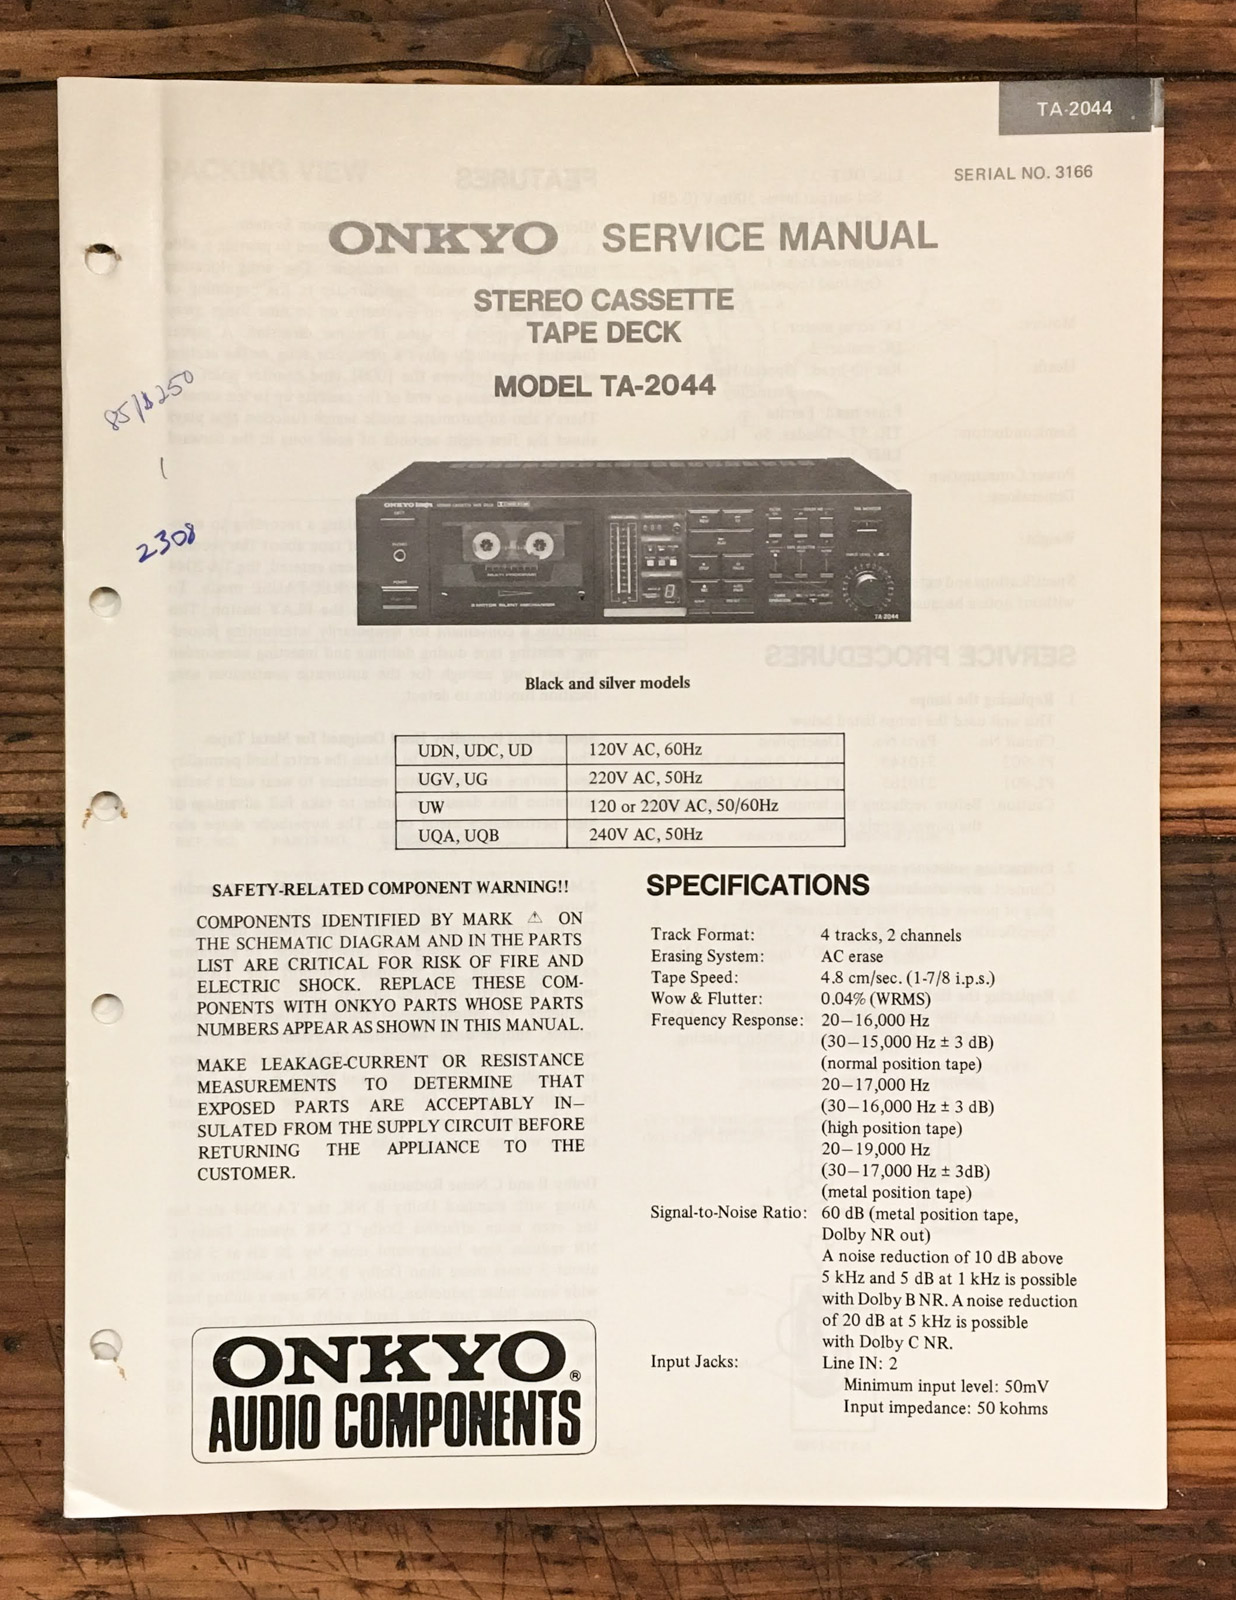 TA-2044
SERIAL NO. 3166
ONKYO SERVICE MANUAL
STEREO CASSETTE
TAPE DECK
MODEL TA-2044
85/8250
1
2308
TA-2044
Black and silver models
UDN, UDC, UD 120V AC, 60Hz
UGV, UG 220V AC, 50Hz
UW 120 or 220V AC, 50/60Hz
UQA, UQB 240V AC, 50Hz
SAFETY-RELATED COMPONENT WARNING!!
COMPONENTS IDENTIFIED BY MARK ⚠ ON
THE SCHEMATIC DIAGRAM AND IN THE PARTS
LIST ARE CRITICAL FOR RISK OF FIRE AND
ELECTRIC SHOCK. REPLACE THESE COM-
PONENTS WITH ONKYO PARTS WHOSE PARTS
NUMBERS APPEAR AS SHOWN IN THIS MANUAL.
MAKE LEAKAGE-CURRENT OR RESISTANCE
MEASUREMENTS TO DETERMINE THAT
EXPOSED PARTS ARE ACCEPTABLY IN–
SULATED FROM THE SUPPLY CIRCUIT BEFORE
RETURNING THE APPLIANCE TO THE
CUSTOMER.
ONKYO®
AUDIO COMPONENTS
SPECIFICATIONS
Track Format: 4 tracks, 2 channels
Erasing System: AC erase
Tape Speed: 4.8 cm/sec. (1-7/8 i.p.s.)
Wow & Flutter: 0.04% (WRMS)
Frequency Response: 20–16,000 Hz
(30–15,000 Hz ± 3 dB)
(normal position tape)
20–17,000 Hz
(30–16,000 Hz ± 3 dB)
(high position tape)
20–19,000 Hz
(30–17,000 Hz ± 3dB)
(metal position tape)
Signal-to-Noise Ratio: 60 dB (metal position tape,
Dolby NR out)
A noise reduction of 10 dB above
5 kHz and 5 dB at 1 kHz is possible
with Dolby B NR. A noise reduction
of 20 dB at 5 kHz is possible
with Dolby C NR.
Input Jacks: Line IN: 2
Minimum input level: 50mV
Input impedance: 50 kohms